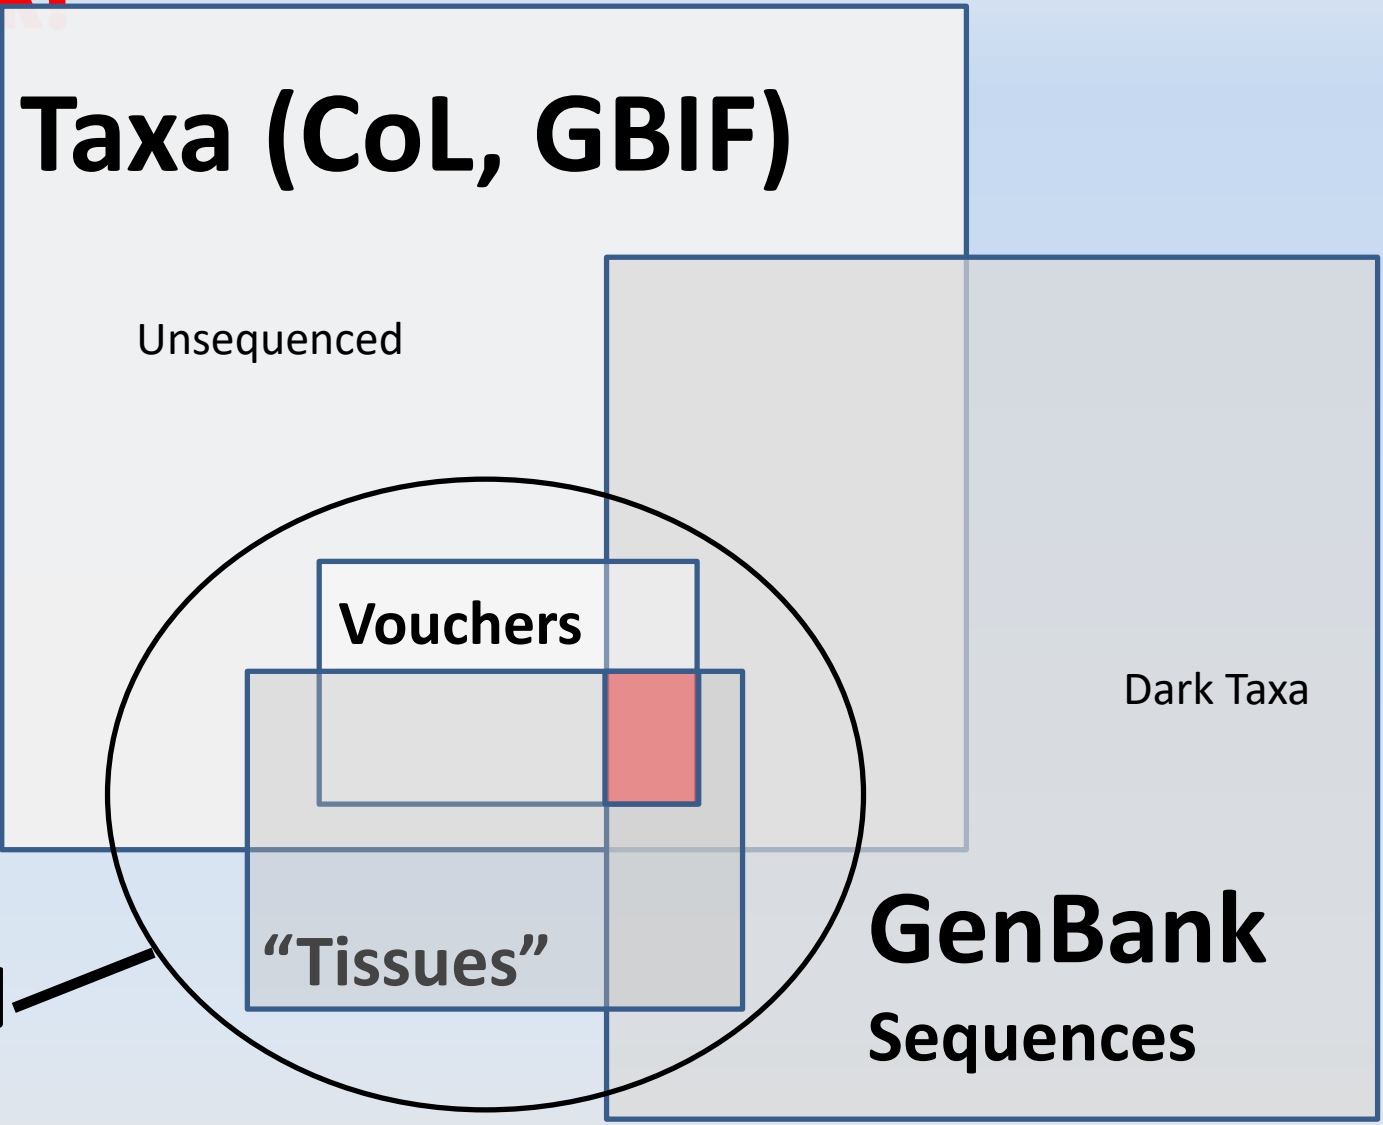 Taxa (CoL, GBIF)
Unsequenced
Vouchers
Dark Taxa
“Tissues”
GenBank
Sequences